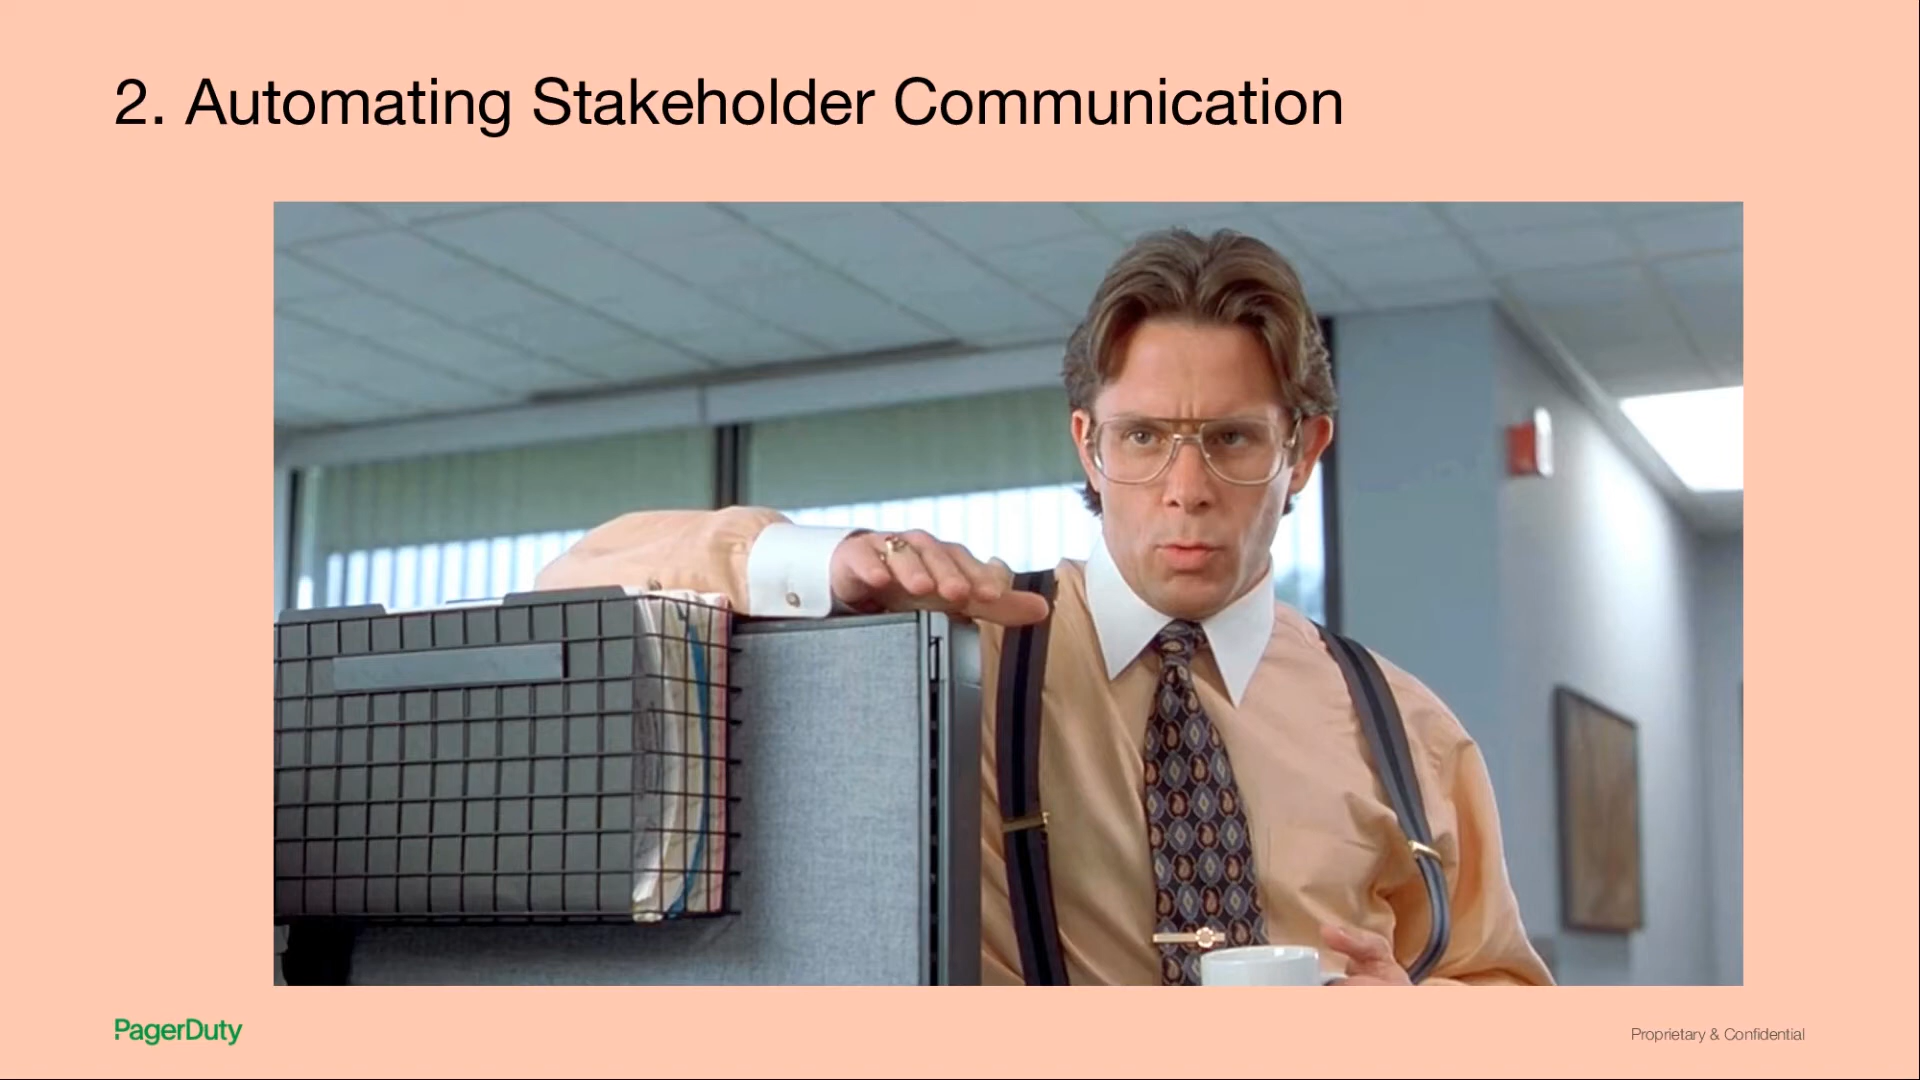 2. Automating Stakeholder Communication
PagerDuty
Proprietary & Confidential